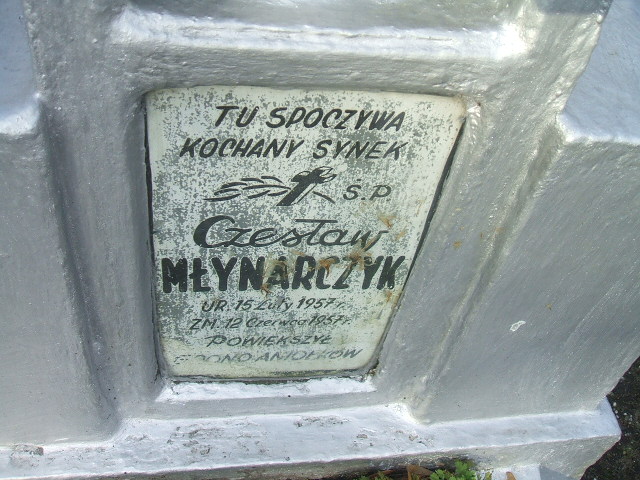 TU SPOCZYWA
KOCHANY SYNEK
Ś.P.
Czesław
MŁYNARCZYK
UR. 15 Luty 1957 r.
ZM. 12 Czerwca 1957 r.
POWIĘKSZYŁ
GRONO ANIOŁKÓW